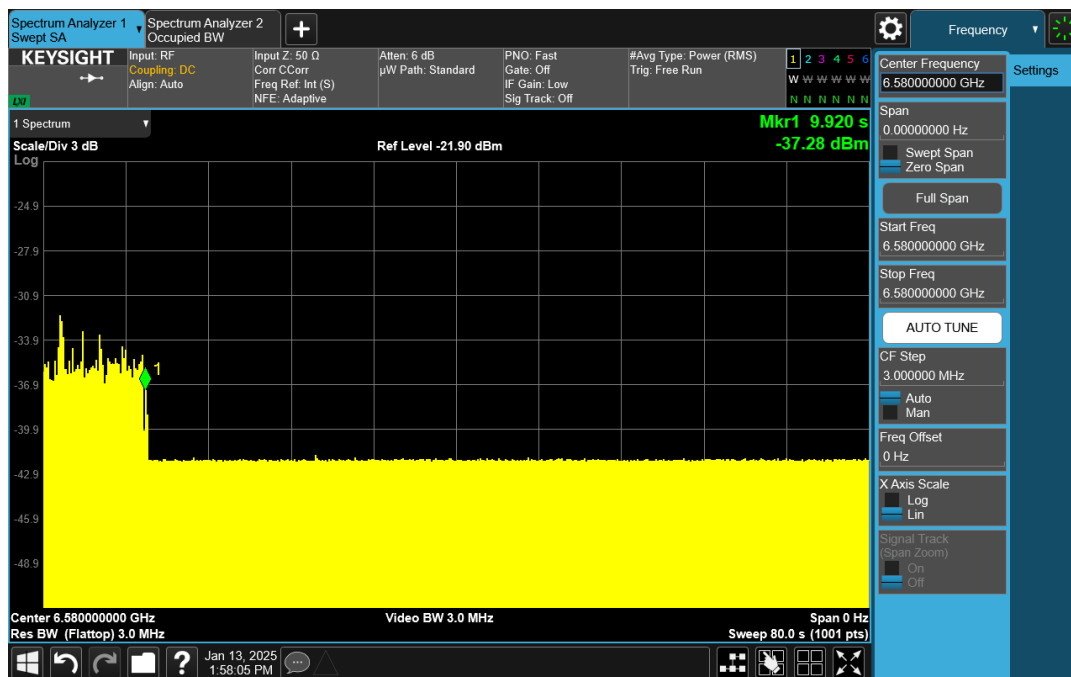 Spectrum Analyzer 1
Swept SA
Spectrum Analyzer 2
Occupied BW
Frequency
KEYSIGHT
Input: RF
Coupling: DC
Align: Auto
Input Z: 50 Ω
Corr CCorr
Freq Ref: Int (S)
NFE: Adaptive
Atten: 6 dB
µW Path: Standard
PNO: Fast
Gate: Off
IF Gain: Low
Sig Track: Off
#Avg Type: Power (RMS)
Trig: Free Run
1 2 3 4 5 6
W W W W W W
N N N N N N
LXI
1 Spectrum
Scale/Div 3 dB
Ref Level -21.90 dBm
Mkr1 9.920 s
-37.28 dBm
Log
-24.9
-27.9
-30.9
-33.9
-36.9
-39.9
-42.9
-45.9
-48.9
1
Center 6.580000000 GHz
Video BW 3.0 MHz
Span 0 Hz
Res BW (Flattop) 3.0 MHz
Sweep 80.0 s (1001 pts)
Jan 13, 2025
1:58:05 PM
Center Frequency
6.580000000 GHz
Settings
Span
0.00000000 Hz
Swept Span
Zero Span
Full Span
Start Freq
6.580000000 GHz
Stop Freq
6.580000000 GHz
AUTO TUNE
CF Step
3.000000 MHz
Auto
Man
Freq Offset
0 Hz
X Axis Scale
Log
Lin
Signal Track
(Span Zoom)
On
Off